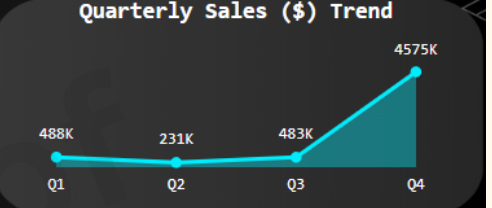 Quarterly Sales ($) Trend
4575K
488K
231K
483K
Q1 Q2 Q3 Q4